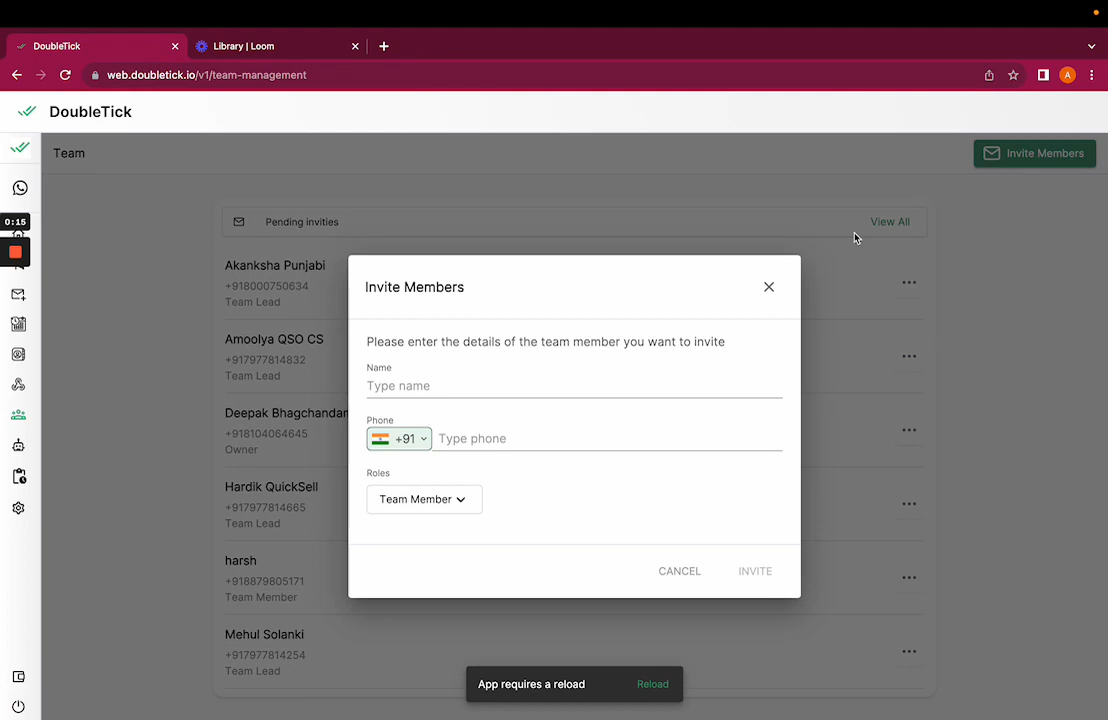 DoubleTick
Library | Loom
web.doubletick.io/v1/team-management
A
DoubleTick
Team
Invite Members
0:15
Pending invities
View All
Akanksha Punjabi
+918000750634
Team Lead
Amoolya QSO CS
+917977814832
Team Lead
Deepak Bhagchandan
+918104064645
Owner
Hardik QuickSell
+917977814665
Team Lead
harsh
+918879805171
Team Member
Mehul Solanki
+917977814254
Team Lead
Invite Members
Please enter the details of the team member you want to invite
Name
Type name
Phone
+91
Type phone
Roles
Team Member
CANCEL
INVITE
App requires a reload
Reload